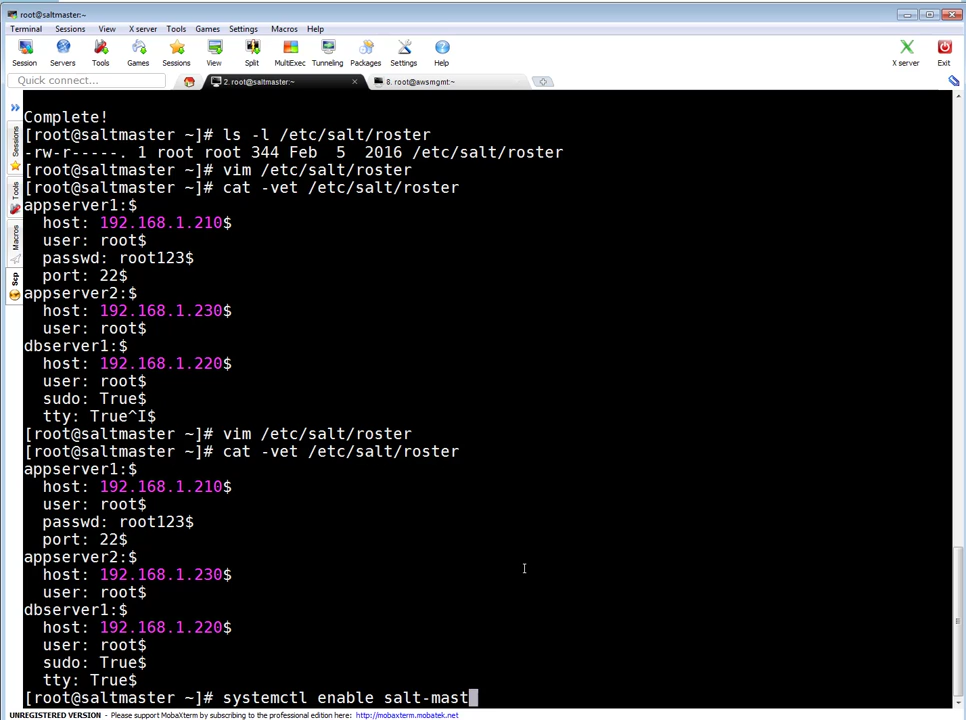 root@saltmaster:~
Terminal Sessions View X server Tools Games Settings Macros Help
Session Servers Tools Games Sessions View Split MultiExec Tunneling Packages Settings Help X server Exit
Quick connect...
2. root@saltmaster:~
8. root@awsmgmt:~
Sessions
Tools
Macros
Scp
Complete!
[root@saltmaster ~]# ls -l /etc/salt/roster
-rw-r-----. 1 root root 344 Feb  5  2016 /etc/salt/roster
[root@saltmaster ~]# vim /etc/salt/roster
[root@saltmaster ~]# cat -vet /etc/salt/roster
appserver1:$
  host: 192.168.1.210$
  user: root$
  passwd: root123$
  port: 22$
appserver2:$
  host: 192.168.1.230$
  user: root$
dbserver1:$
  host: 192.168.1.220$
  user: root$
  sudo: True$
  tty: True^I$
[root@saltmaster ~]# vim /etc/salt/roster
[root@saltmaster ~]# cat -vet /etc/salt/roster
appserver1:$
  host: 192.168.1.210$
  user: root$
  passwd: root123$
  port: 22$
appserver2:$
  host: 192.168.1.230$
  user: root$
dbserver1:$
  host: 192.168.1.220$
  user: root$
  sudo: True$
  tty: True$
[root@saltmaster ~]# systemctl enable salt-mast
UNREGISTERED VERSION - Please support MobaXterm by subscribing to the professional edition here: http://mobaxterm.mobatek.net